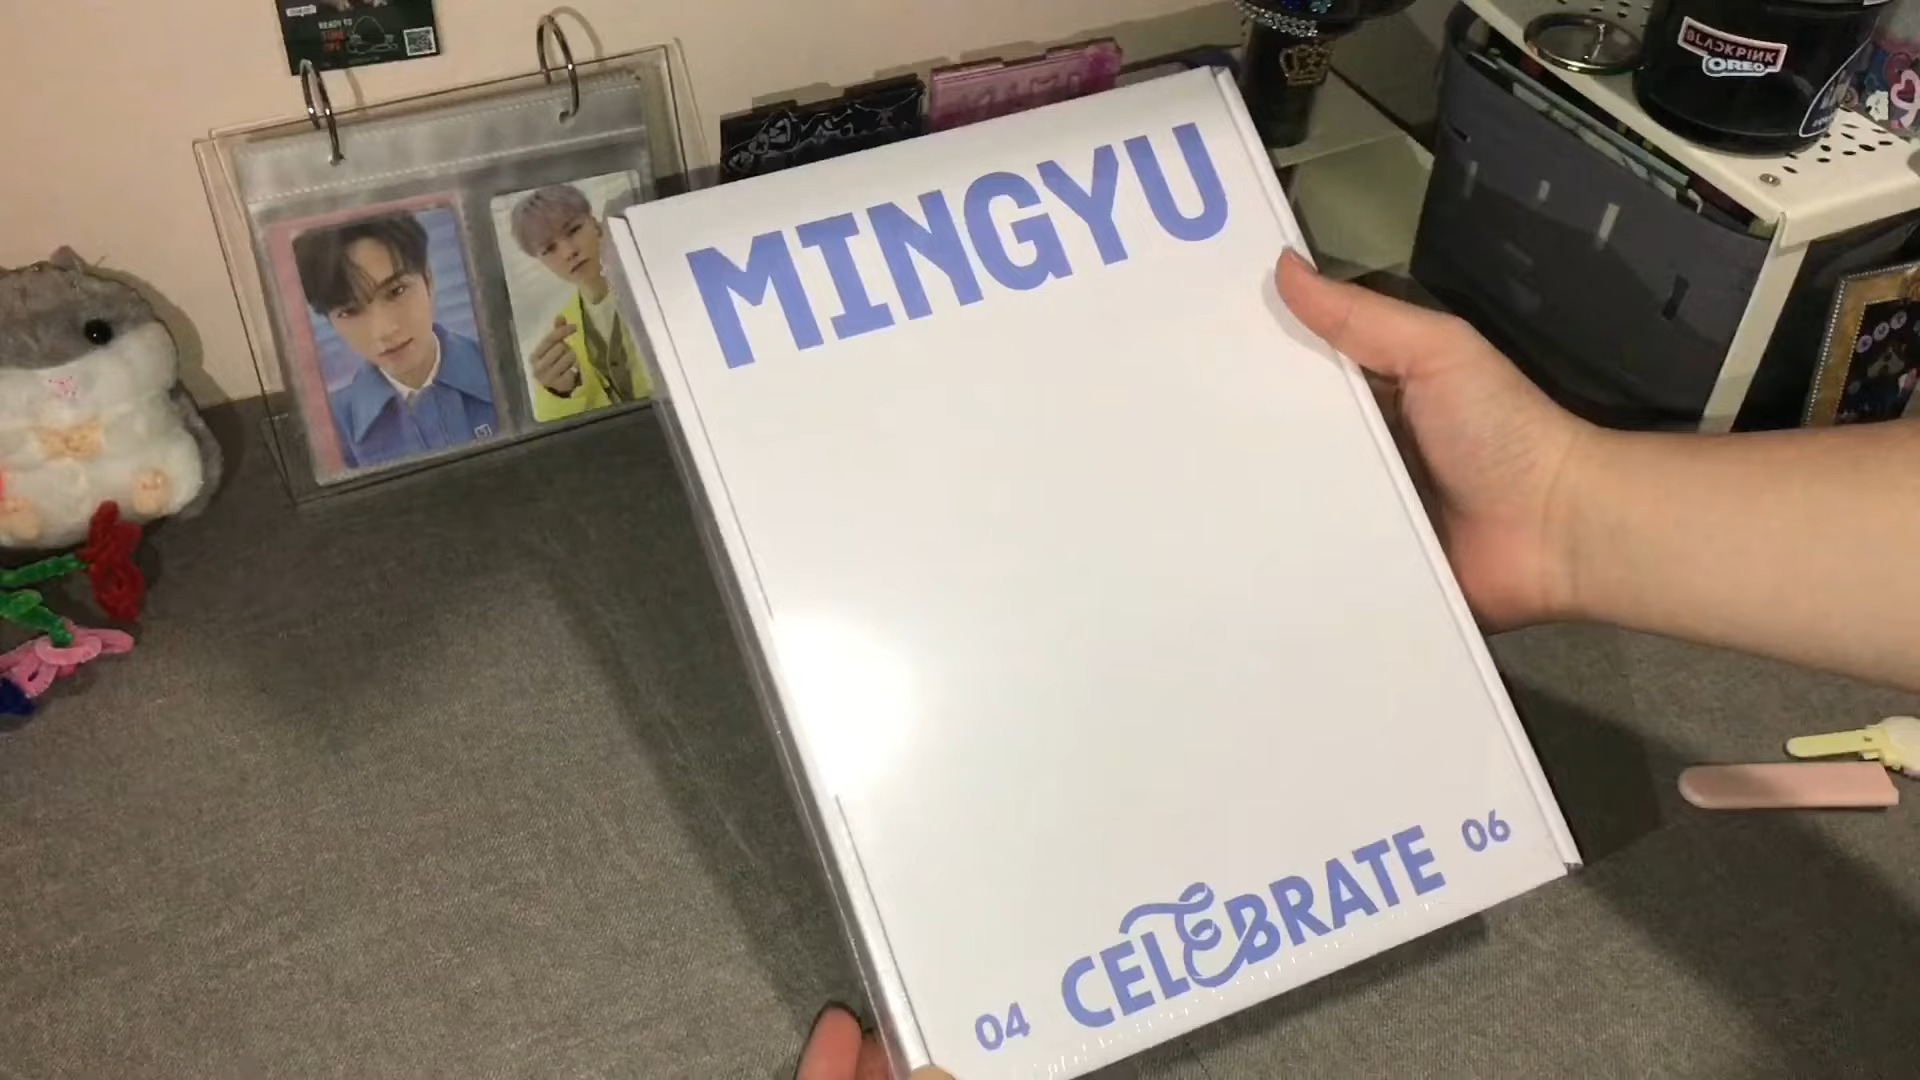 READY TO
MINGYU
04 CELEBRATE 06
BLACKPINK
OREO